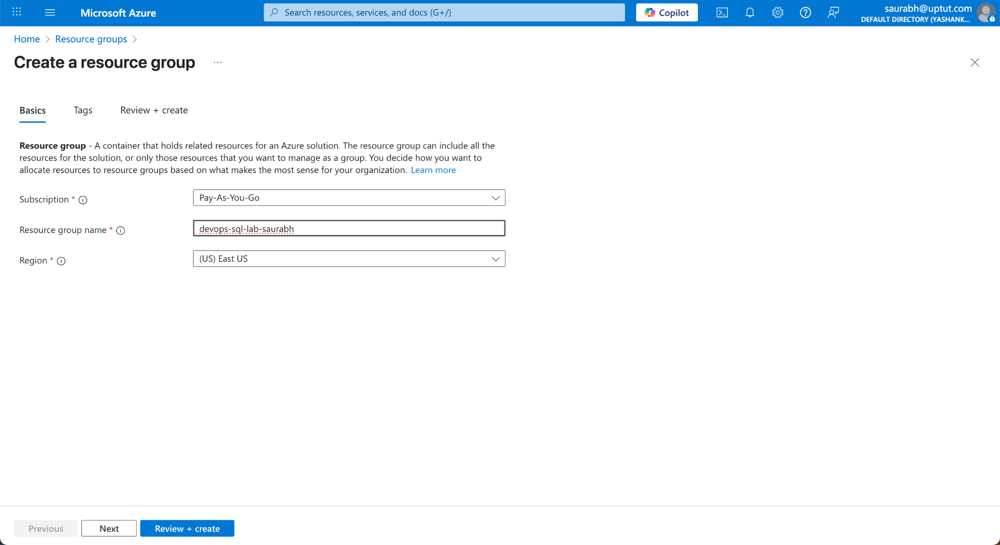 Microsoft Azure
Search resources, services, and docs (G+/)
Copilot
saurabh@uptut.com
DEFAULT DIRECTORY (YASHANK...
Home > Resource groups >
Create a resource group ...
Basics Tags Review + create
Resource group - A container that holds related resources for an Azure solution. The resource group can include all the
resources for the solution, or only those resources that you want to manage as a group. You decide how you want to
allocate resources to resource groups based on what makes the most sense for your organization. Learn more
Subscription * Pay-As-You-Go
Resource group name * devops-sql-lab-saurabh
Region * (US) East US
Previous Next Review + create